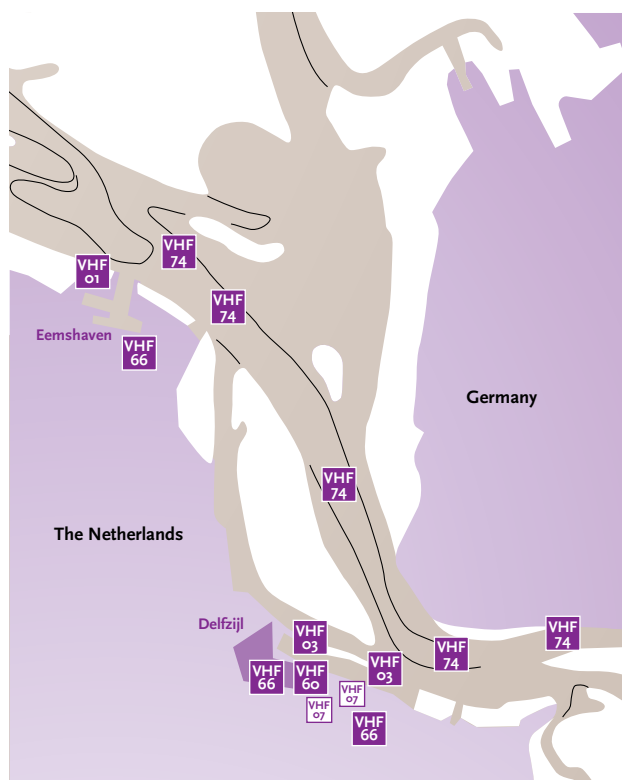 VHF
74
VHF
01
VHF
74
Eemshaven
VHF
66
Germany
VHF
74
The Netherlands
Delfzijl
VHF
03
VHF
74
VHF
74
VHF
03
VHF
66
VHF
60
VHF
07
VHF
07
VHF
66